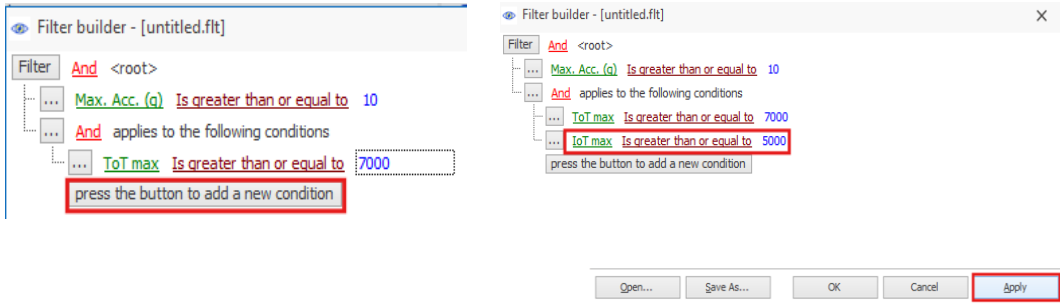 Filter builder - [untitled.flt]
Filter And <root>
... Max. Acc. (g) Is greater than or equal to 10
... And applies to the following conditions
... ToT max Is greater than or equal to 7000
press the button to add a new condition
Filter builder - [untitled.flt]
Filter And <root>
... Max. Acc. (g) Is greater than or equal to 10
... And applies to the following conditions
... ToT max Is greater than or equal to 7000
... IoT max Is greater than or equal to 5000
press the button to add a new condition
Open... Save As... OK Cancel Apply